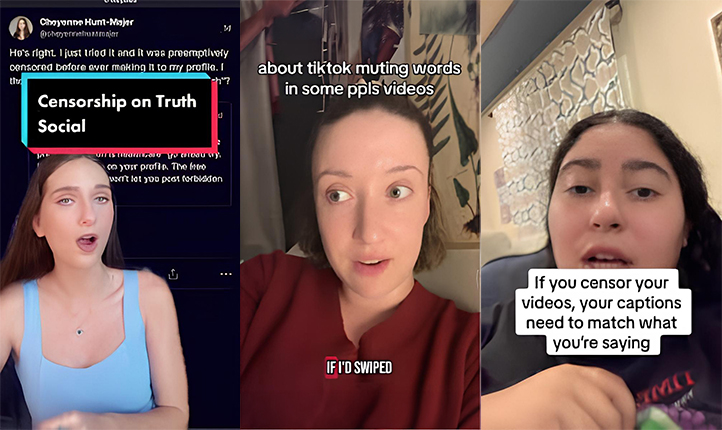 Cheyenne Hunt-Majer
He's right. I just tried it and it was preemptively
censored before ever making it to my profile. I
Censorship on Truth
Social
on your profile. The free
won't let you post forbidden
about tiktok muting words
in some ppls videos
IF I'D SWIPED
If you censor your
videos, your captions
need to match what
you're saying